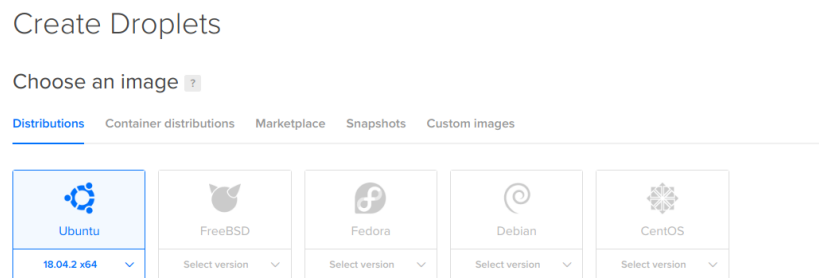 Create Droplets
Choose an image ?
Distributions Container distributions Marketplace Snapshots Custom images
Ubuntu FreeBSD Fedora Debian CentOS
18.04.2 x64 Select version Select version Select version Select version